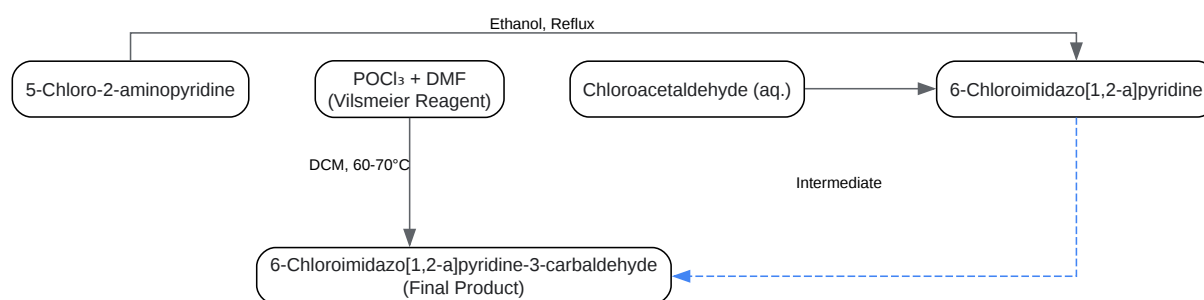 Ethanol, Reflux
5-Chloro-2-aminopyridine
POCl₃ + DMF
(Vilsmeier Reagent)
Chloroacetaldehyde (aq.)
6-Chloroimidazo[1,2-a]pyridine
DCM, 60-70°C
Intermediate
6-Chloroimidazo[1,2-a]pyridine-3-carbaldehyde
(Final Product)